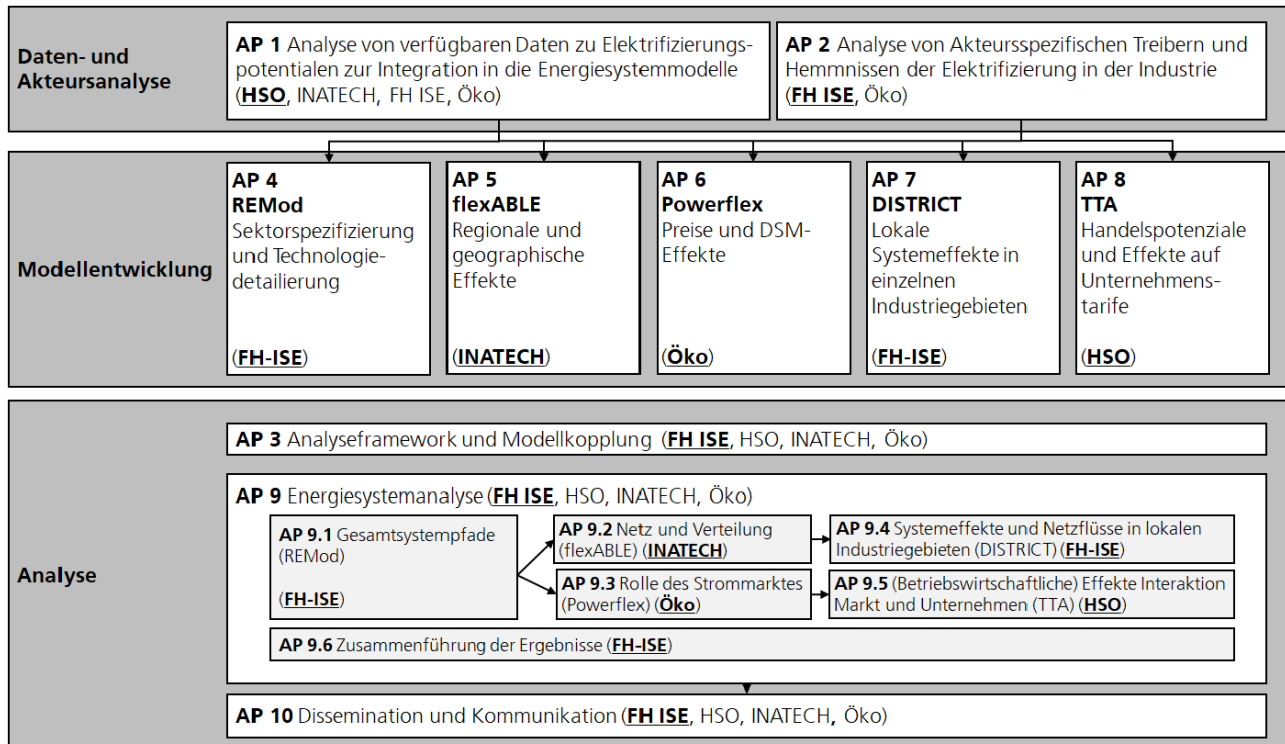 Daten- und
Akteursanalyse
AP 1 Analyse von verfügbaren Daten zu Elektrifizierungs-
potentialen zur Integration in die Energiesystemmodelle
(HSO, INATECH, FH ISE, Öko)
AP 2 Analyse von Akteursspezifischen Treibern und
Hemmnissen der Elektrifizierung in der Industrie
(FH ISE, Öko)
Modellentwicklung
AP 4
REMod
Sektorspezifizierung
und Technologie-
detailierung
(FH-ISE)
AP 5
flexABLE
Regionale und
geographische
Effekte
(INATECH)
AP 6
Powerflex
Preise und DSM-
Effekte
(Öko)
AP 7
DISTRICT
Lokale
Systemeffekte in
einzelnen
Industriegebieten
(FH-ISE)
AP 8
TTA
Handelspotenziale
und Effekte auf
Unternehmens-
tarife
(HSO)
Analyse
AP 3 Analyseframework und Modellkopplung (FH ISE, HSO, INATECH, Öko)
AP 9 Energiesystemanalyse (FH ISE, HSO, INATECH, Öko)
AP 9.1 Gesamtsystempfade
(REMod)
(FH-ISE)
AP 9.2 Netz und Verteilung
(flexABLE) (INATECH)
AP 9.4 Systemeffekte und Netzflüsse in lokalen
Industriegebieten (DISTRICT) (FH-ISE)
AP 9.3 Rolle des Strommarktes
(Powerflex) (Öko)
AP 9.5 (Betriebswirtschaftliche) Effekte Interaktion
Markt und Unternehmen (TTA) (HSO)
AP 9.6 Zusammenführung der Ergebnisse (FH-ISE)
AP 10 Dissemination und Kommunikation (FH ISE, HSO, INATECH, Öko)